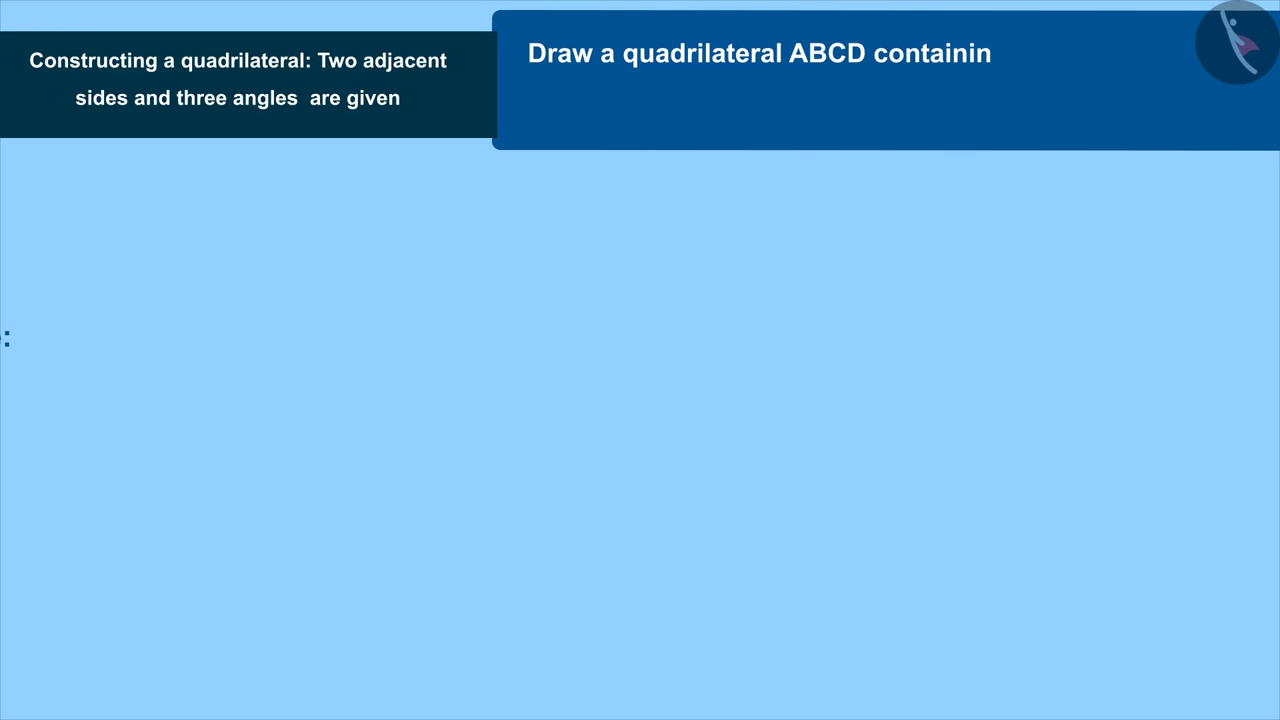 Constructing a quadrilateral: Two adjacent
sides and three angles are given
Draw a quadrilateral ABCD containin
e: